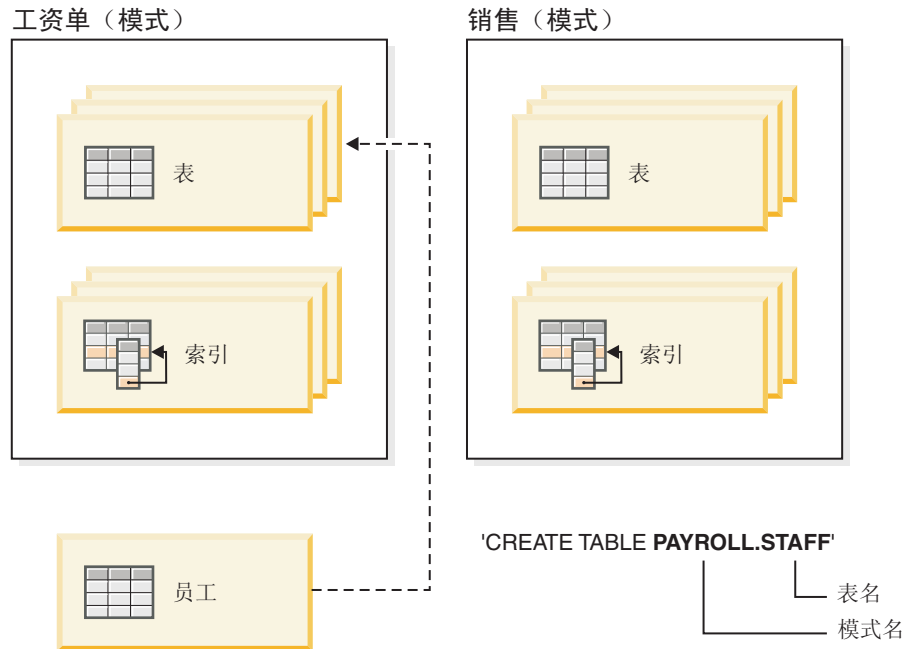 工资单（模式）
销售（模式）
表
表
索引
索引
员工
'CREATE TABLE PAYROLL.STAFF'
表名
模式名